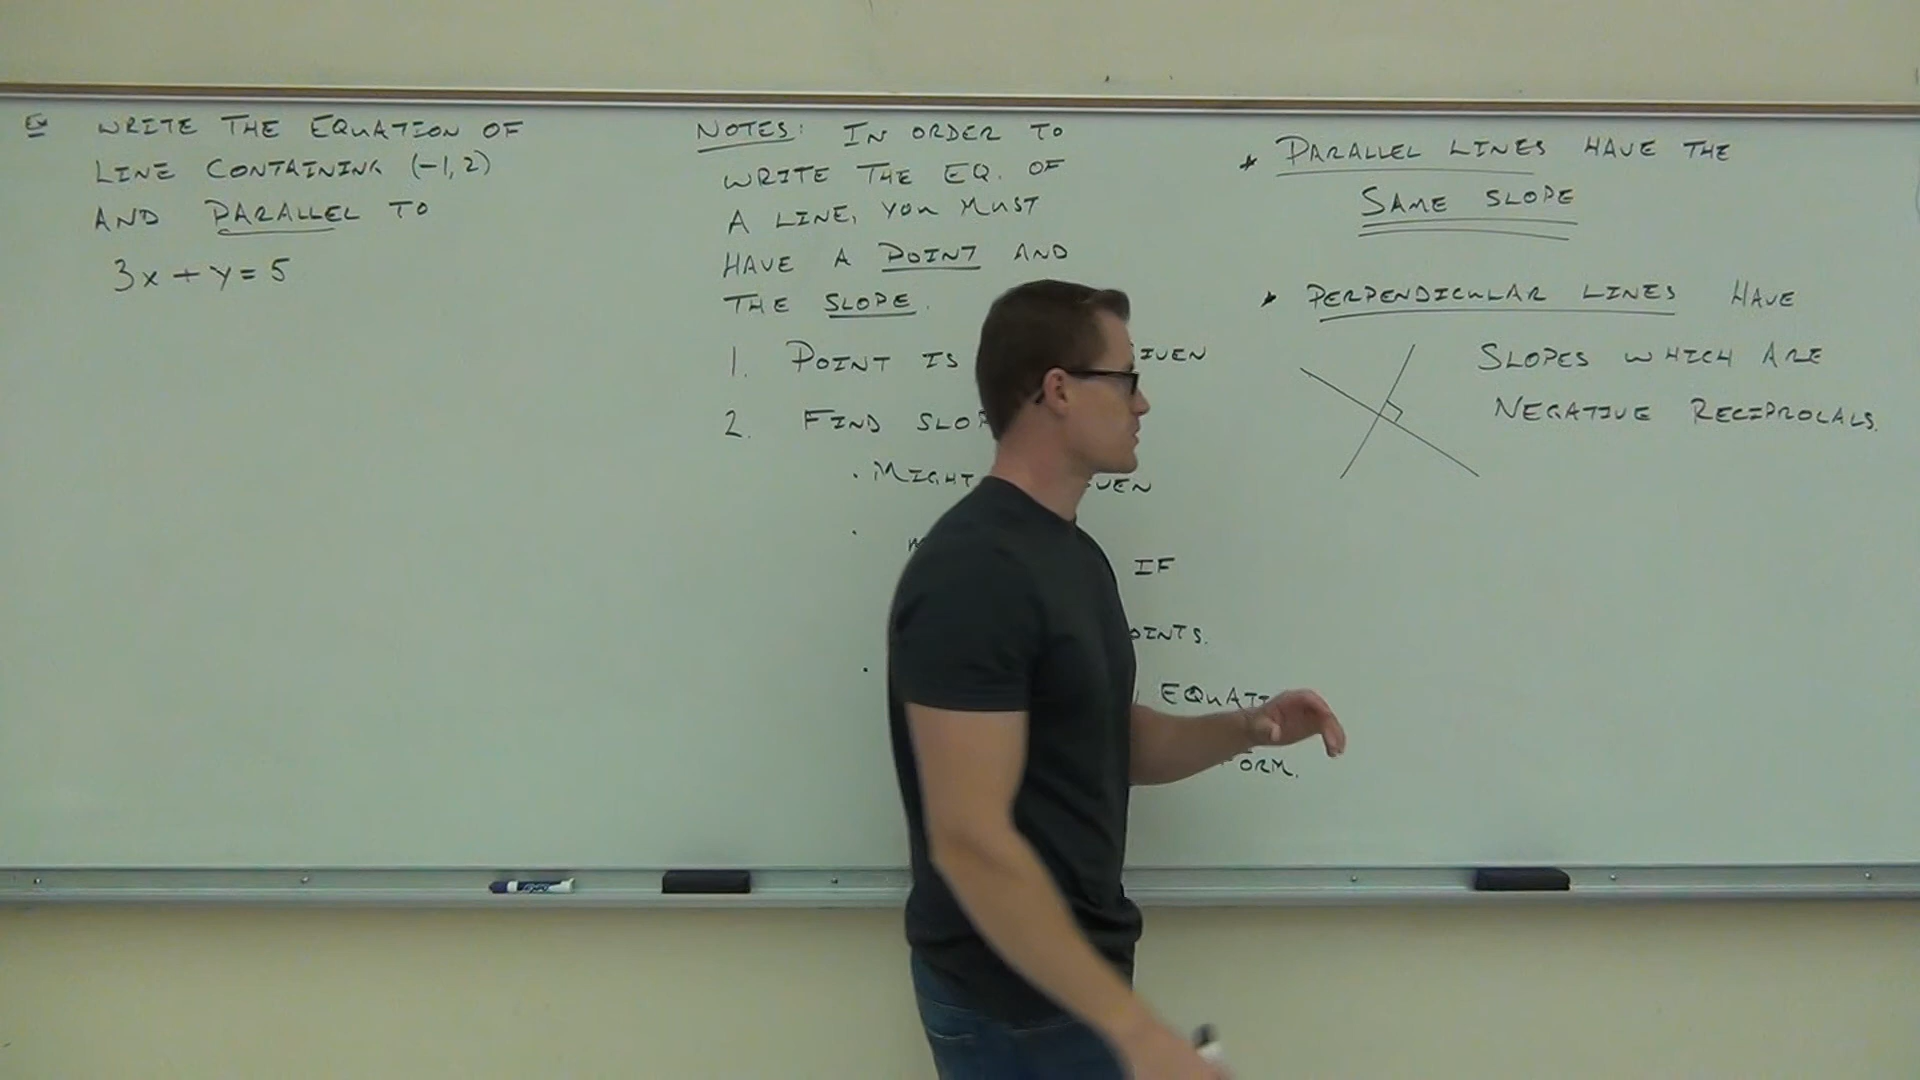 Ex WRITE THE EQUATION OF
LINE CONTAINING (-1,2)
AND PARALLEL TO
3x + y = 5
NOTES: IN ORDER TO
WRITE THE EQ. OF
A LINE, YOU MUST
HAVE A POINT AND
THE SLOPE.
1. POINT IS
2. FIND
· MIGHT
IF
EQ. 
ORM.
* PARALLEL LINES HAVE THE
SAME SLOPE
* PERPENDICULAR LINES HAVE
SLOPES WHICH ARE
NEGATIVE RECIPROCALS.